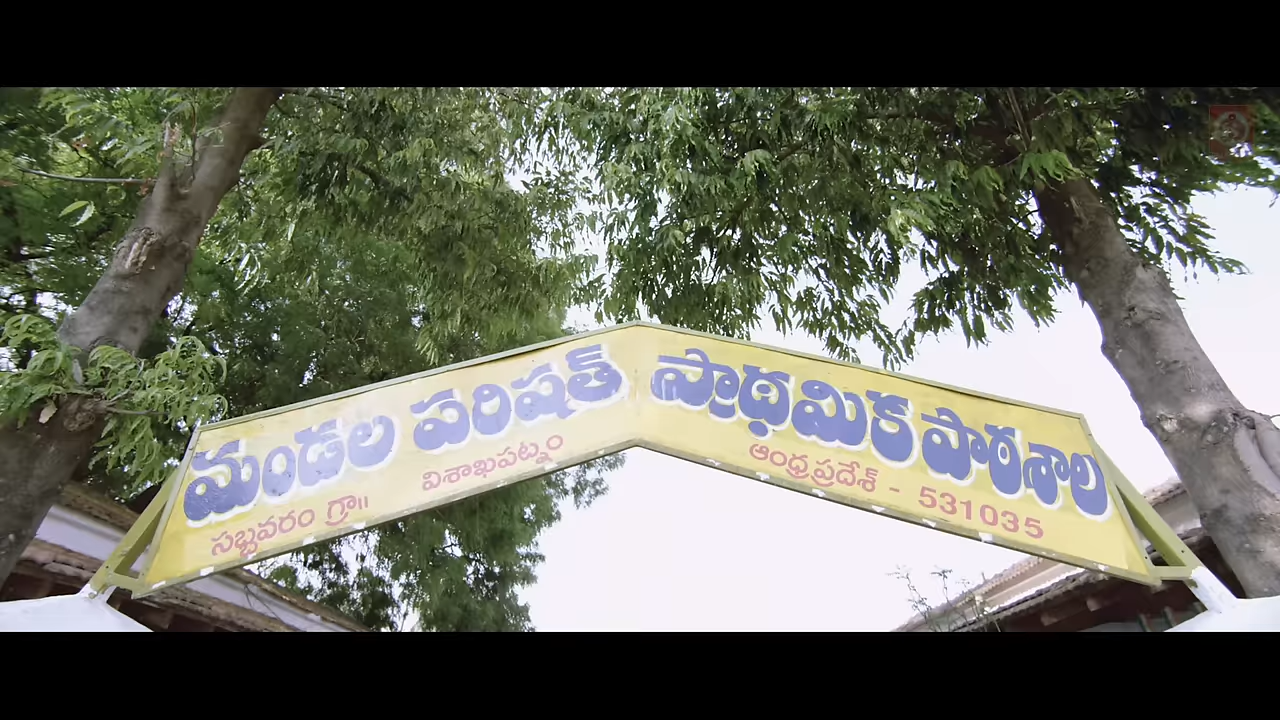 మండల పరిషత్ ప్రాథమిక పాఠశాల
సబ్బవరం గ్రా॥ విశాఖపట్నం ఆంధ్రప్రదేశ్ - 531035